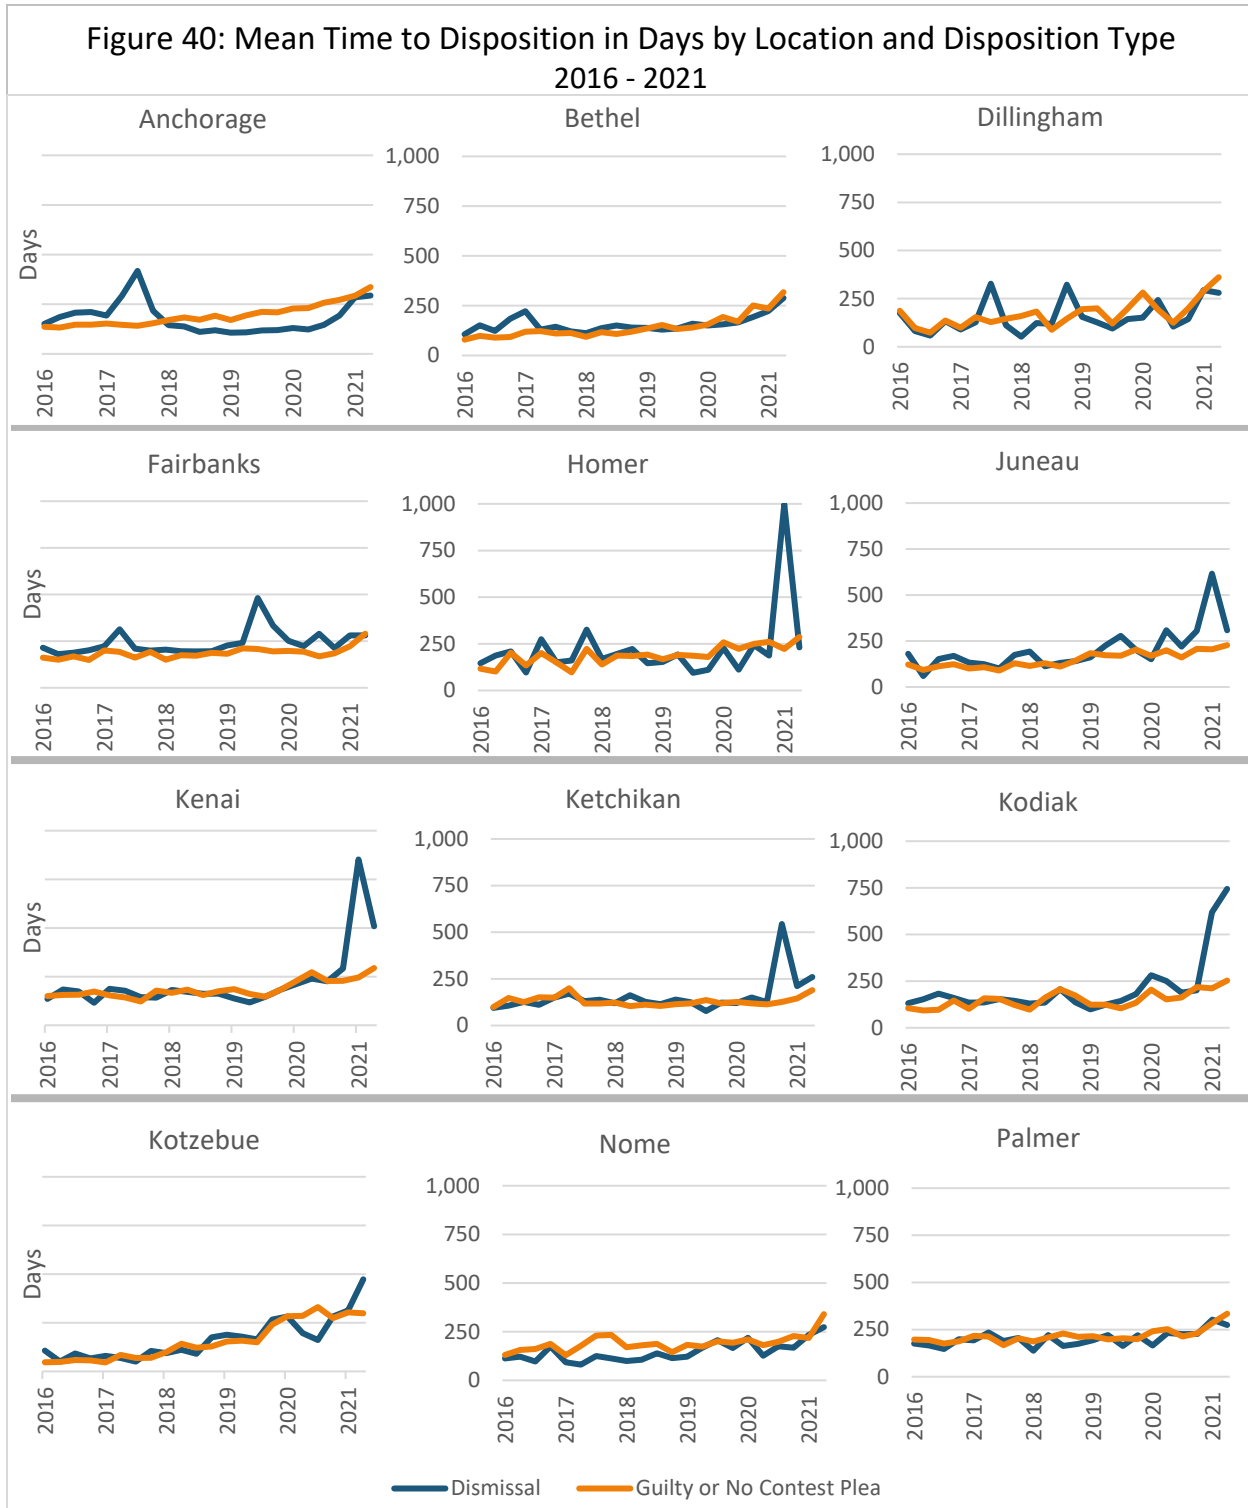 Figure 40: Mean Time to Disposition in Days by Location and Disposition Type
2016 - 2021
Anchorage
Bethel
Dillingham
Days
1,000
750
500
250
0
1,000
750
500
250
0
2016 2017 2018 2019 2020 2021
2016 2017 2018 2019 2020 2021
2016 2017 2018 2019 2020 2021
Fairbanks
Homer
Juneau
Days
1,000
750
500
250
0
1,000
750
500
250
0
2016 2017 2018 2019 2020 2021
2016 2017 2018 2019 2020 2021
2016 2017 2018 2019 2020 2021
Kenai
Ketchikan
Kodiak
Days
1,000
750
500
250
0
1,000
750
500
250
0
2016 2017 2018 2019 2020 2021
2016 2017 2018 2019 2020 2021
2016 2017 2018 2019 2020 2021
Kotzebue
Nome
Palmer
Days
1,000
750
500
250
0
1,000
750
500
250
0
2016 2017 2018 2019 2020 2021
2016 2017 2018 2019 2020 2021
2016 2017 2018 2019 2020 2021
Dismissal
Guilty or No Contest Plea